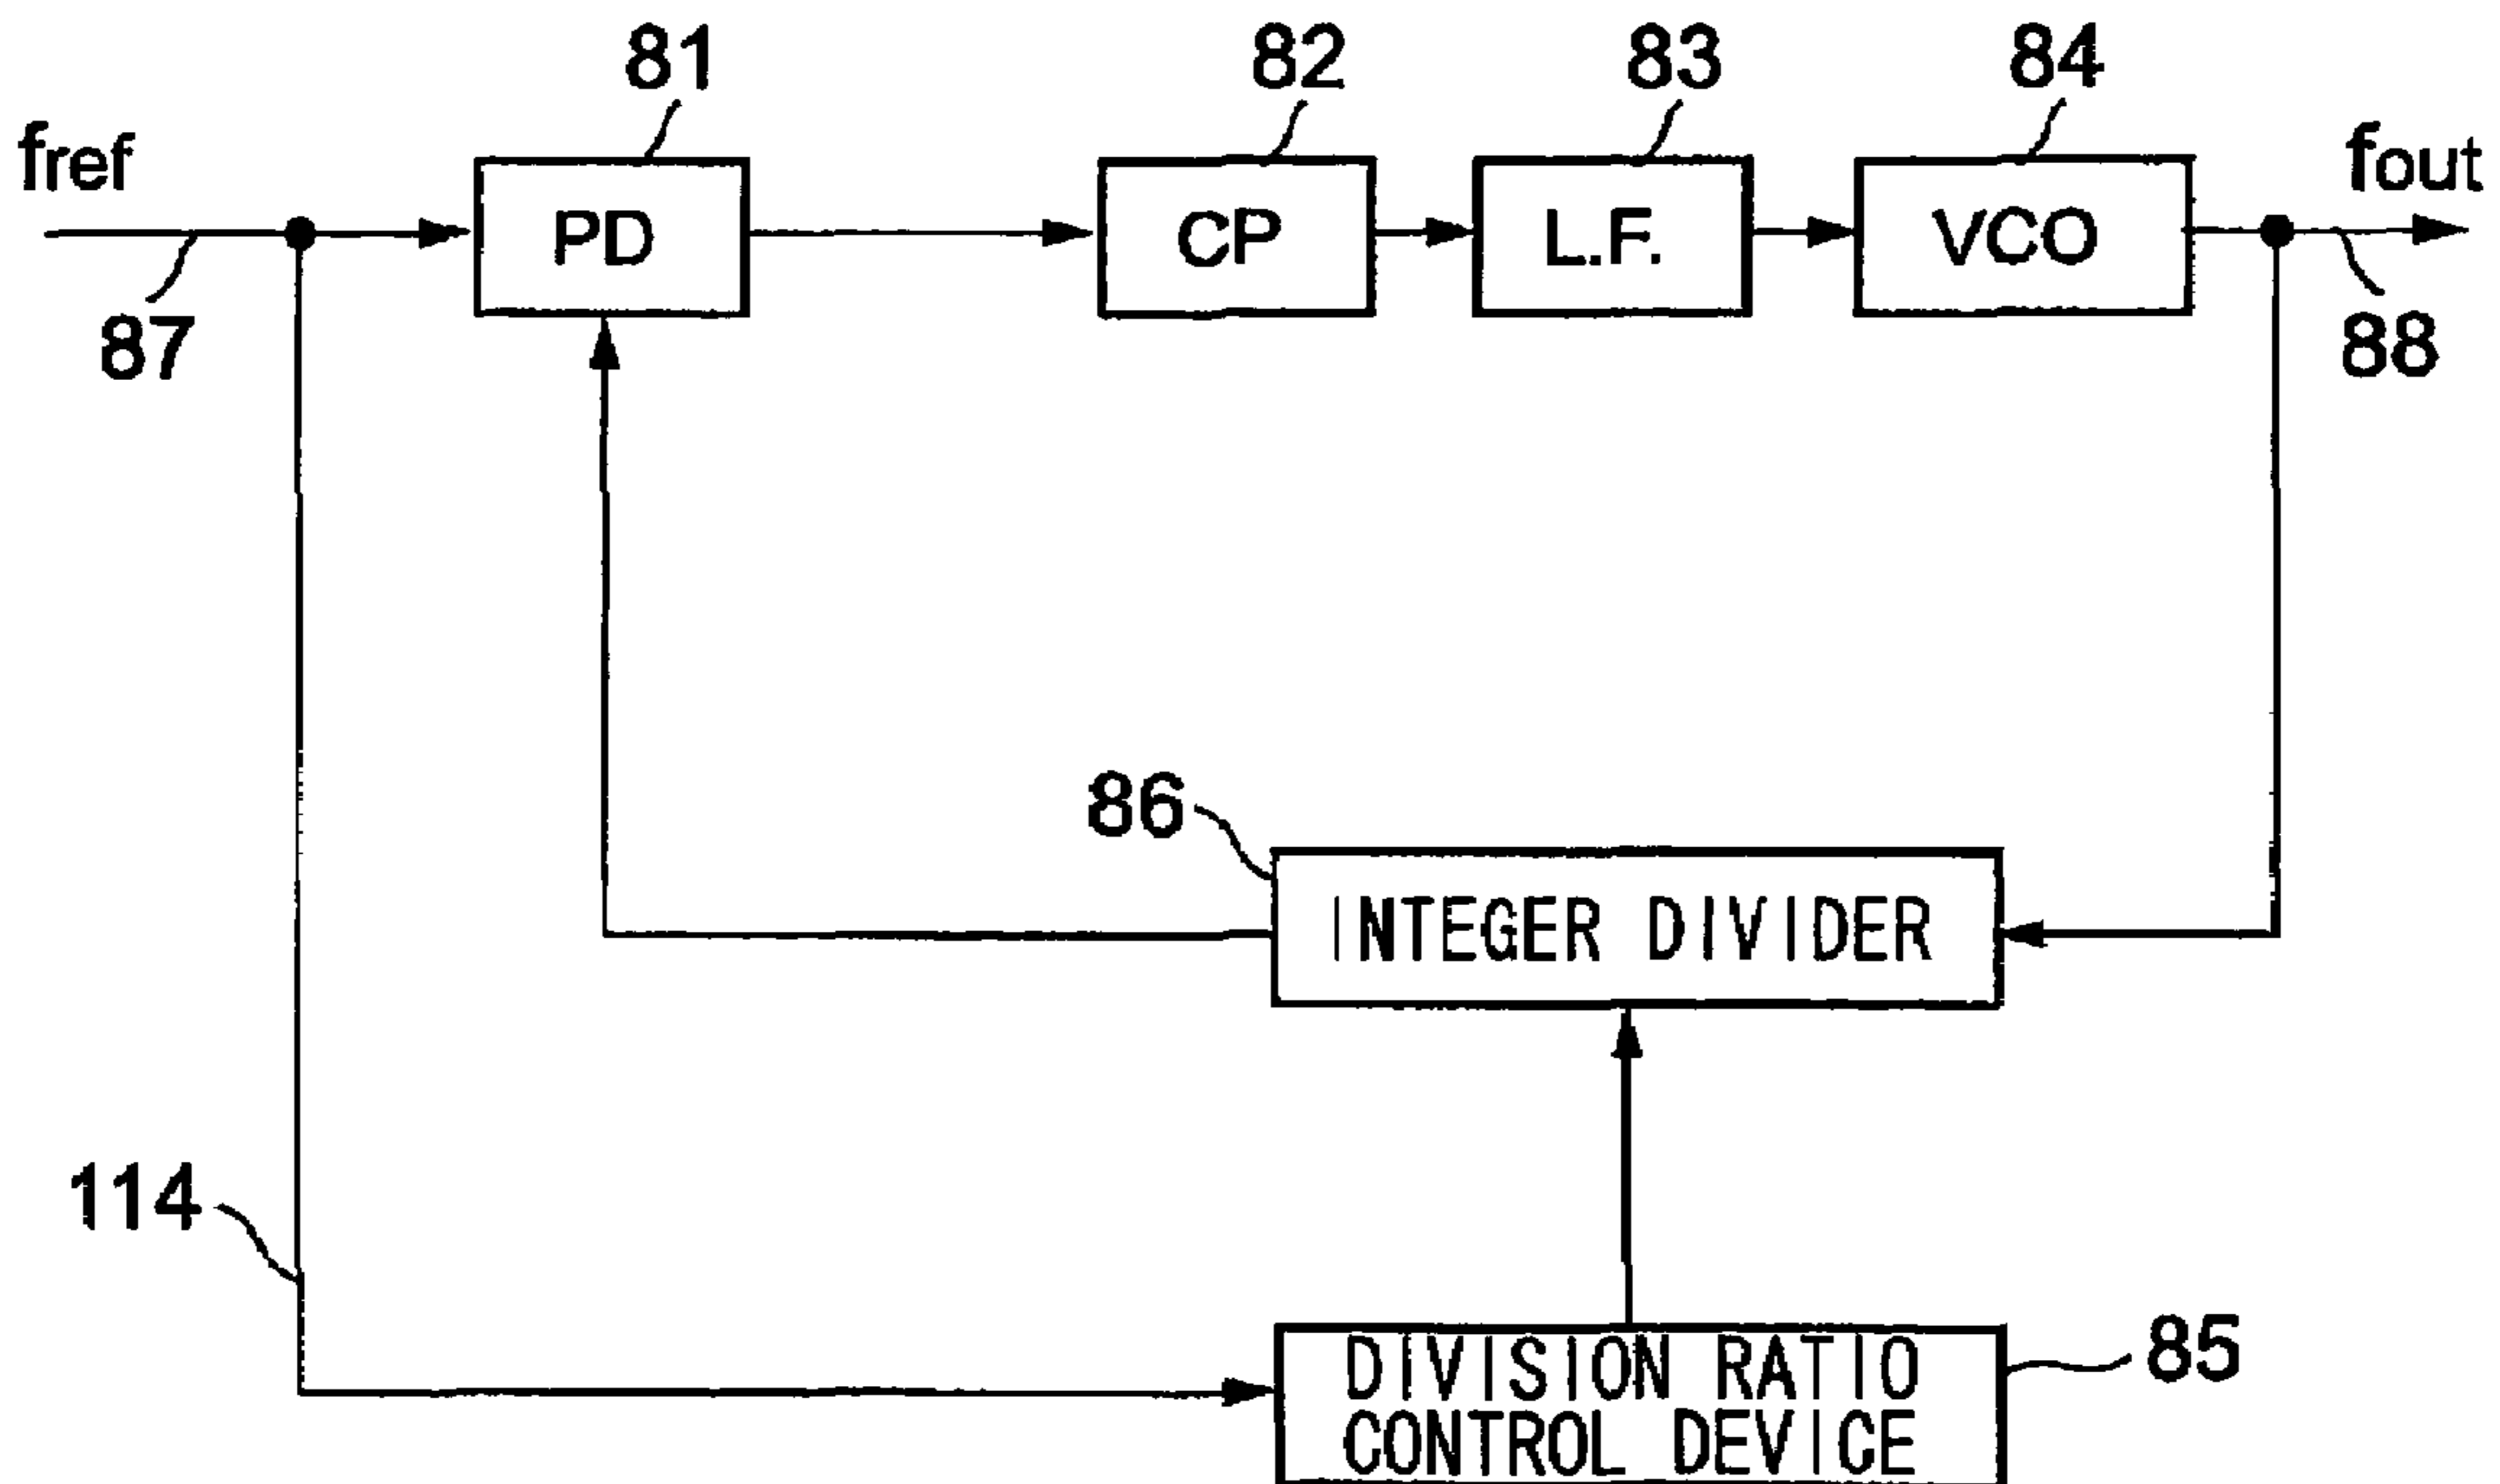 81
82
83
84
fref
fout
PD
CP
L.F.
VCO
87
88
86
INTEGER DIVIDER
114
85
DIVISION RATIO
CONTROL DEVICE